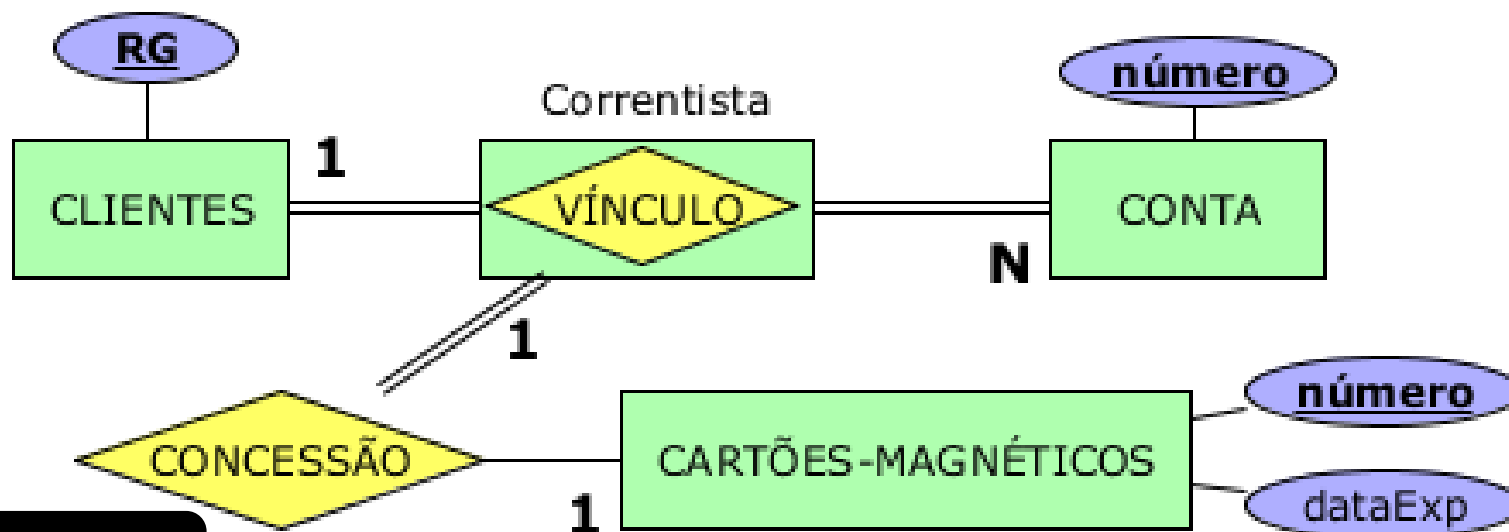 RG
número
Correntista
1
CLIENTES
VÍNCULO
CONTA
N
1
número
CONCESSÃO
CARTÕES-MAGNÉTICOS
1
dataExp